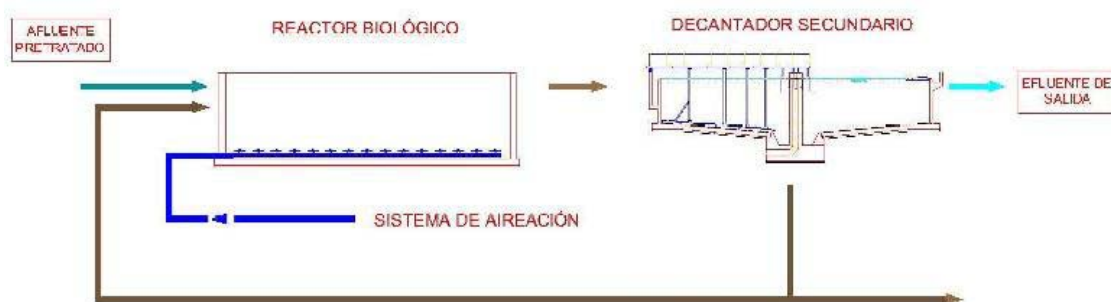 AFLUENTE
PRETRATADO
REACTOR BIOLÓGICO
DECANTADOR SECUNDARIO
EFLUENTE DE
SALIDA
SISTEMA DE AIREACIÓN